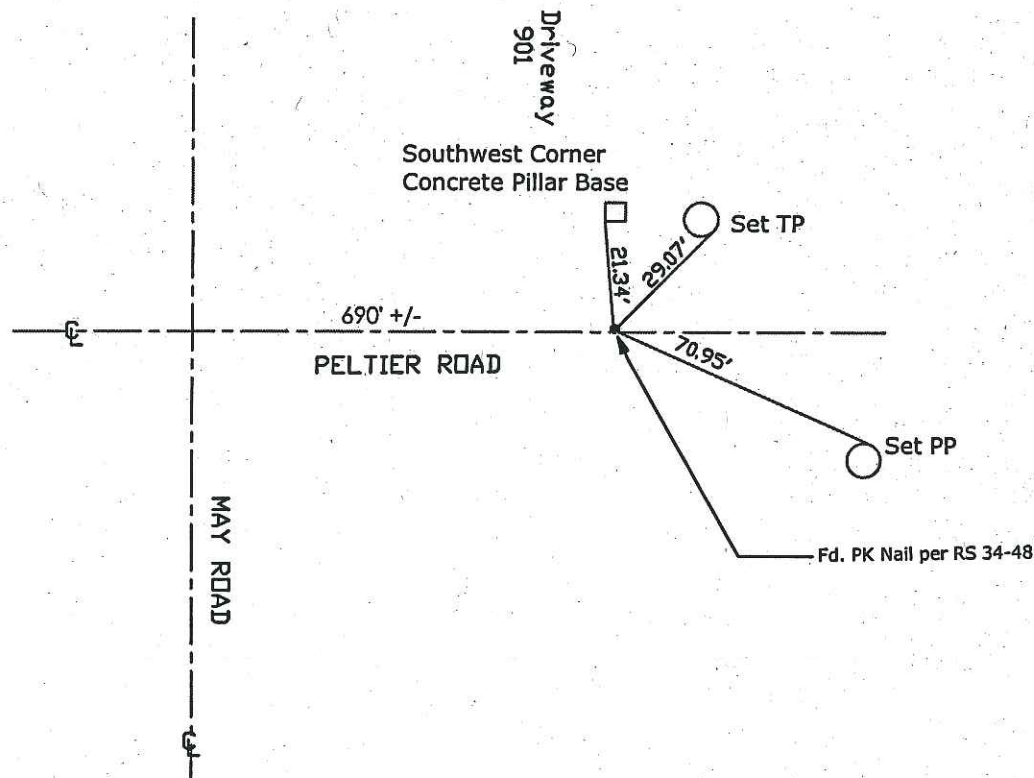 Driveway
901
Southwest Corner
Concrete Pillar Base
Set TP
21.34'
29.07'
690' +/-
℄
PELTIER ROAD
70.95'
Set PP
MAY ROAD
Fd. PK Nail per RS 34-48
℄